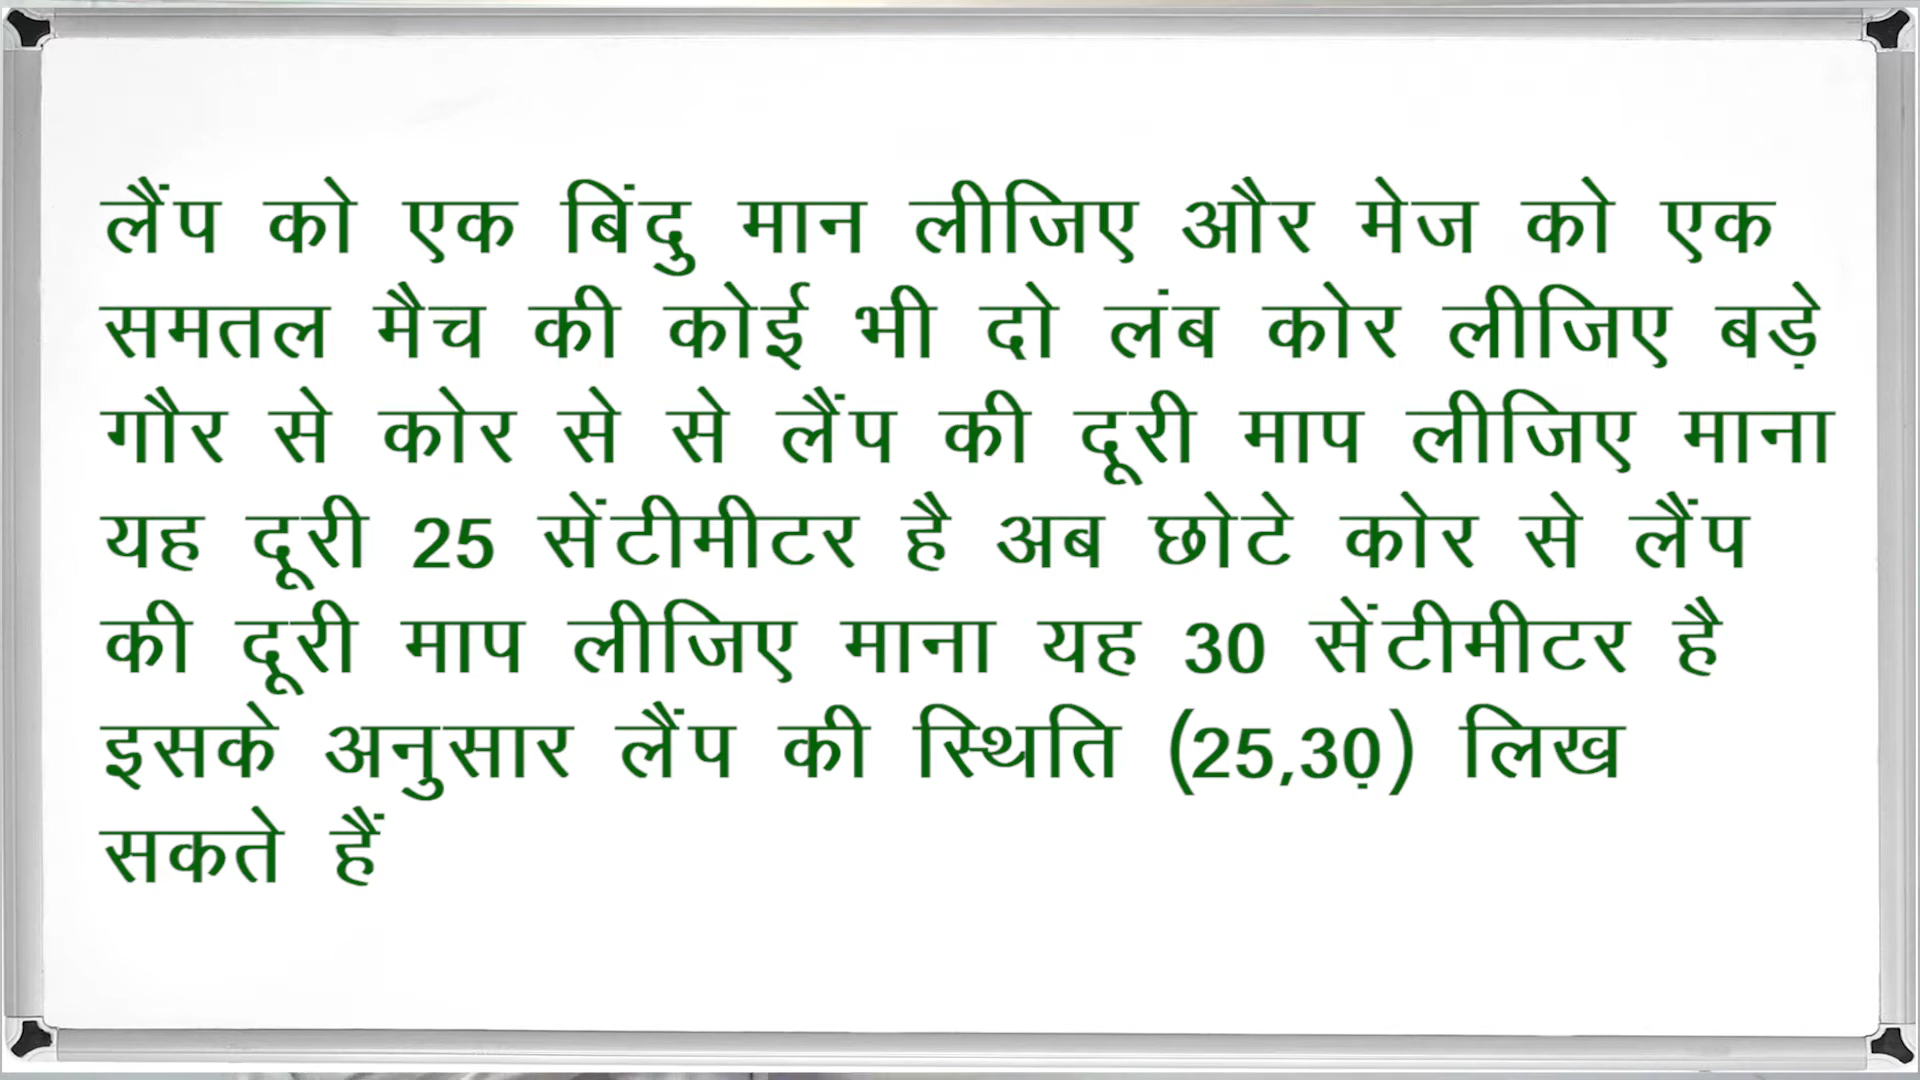 लैंप को एक बिंदु मान लीजिए और मेज को एक
समतल मैच की कोई भी दो लंब कोर लीजिए बड़े
गौर से कोर से से लैंप की दूरी माप लीजिए माना
यह दूरी 25 सेंटीमीटर है अब छोटे कोर से लैंप
की दूरी माप लीजिए माना यह 30 सेंटीमीटर है
इसके अनुसार लैंप की स्थिति (25,30़) लिख
सकते हैं